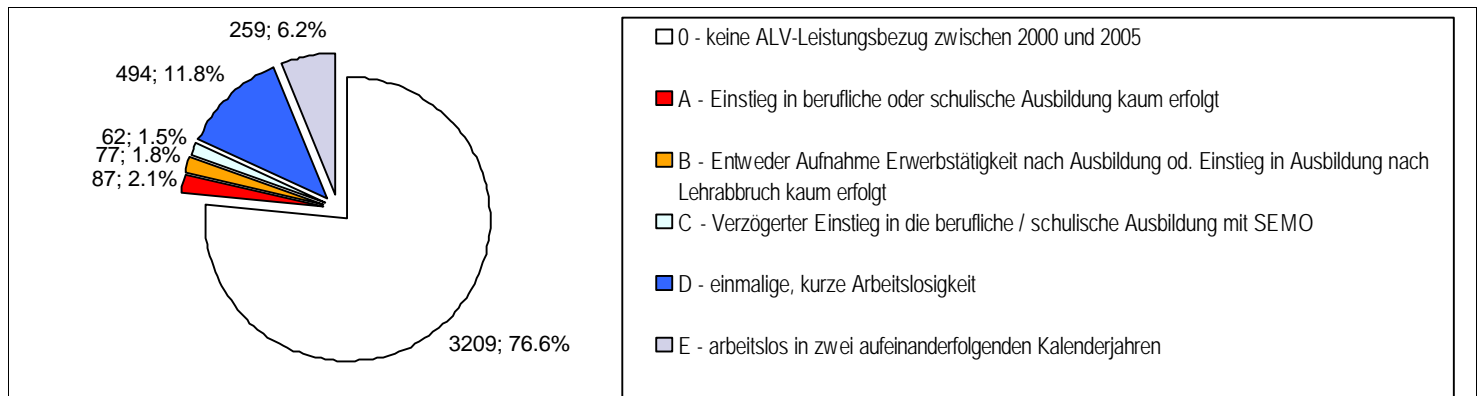 259; 6.2%
494; 11.8%
62; 1.5%
77; 1.8%
87; 2.1%
3209; 76.6%
0 - keine ALV-Leistungsbezug zwischen 2000 und 2005
A - Einstieg in berufliche oder schulische Ausbildung kaum erfolgt
B - Entweder Aufnahme Erwerbstätigkeit nach Ausbildung od. Einstieg in Ausbildung nach
Lehrabbruch kaum erfolgt
C - Verzögerter Einstieg in die berufliche / schulische Ausbildung mit SEMO
D - einmalige, kurze Arbeitslosigkeit
E - arbeitslos in zwei aufeinanderfolgenden Kalenderjahren